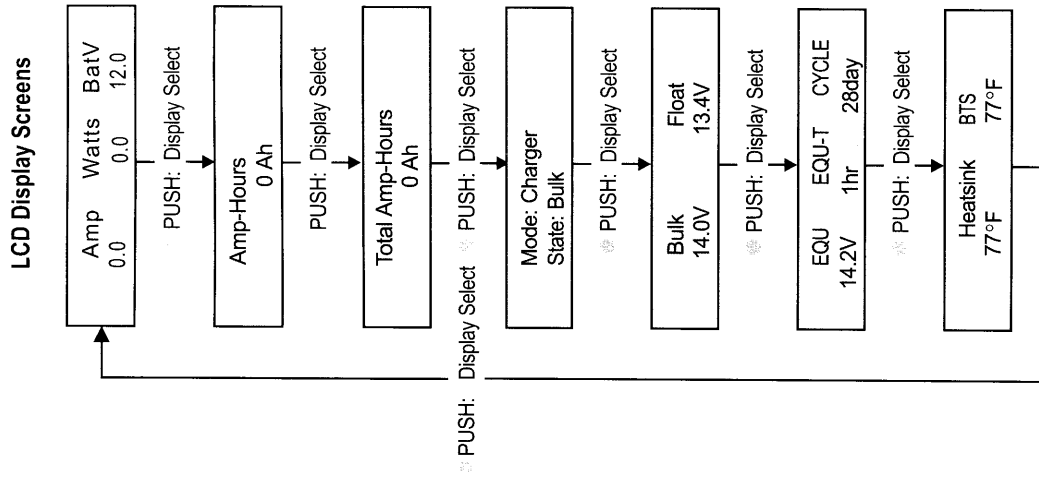 LCD Display Screens
Amp Watts BatV
0.0 0.0 12.0
PUSH: Display Select
Amp-Hours
0 Ah
PUSH: Display Select
Total Amp-Hours
0 Ah
PUSH: Display Select
Mode: Charger
State: Bulk
PUSH: Display Select
Bulk Float
14.0V 13.4V
PUSH: Display Select
EQU EQU-T CYCLE
14.2V 1hr 28day
PUSH: Display Select
Heatsink BTS
77°F 77°F
PUSH: Display Select